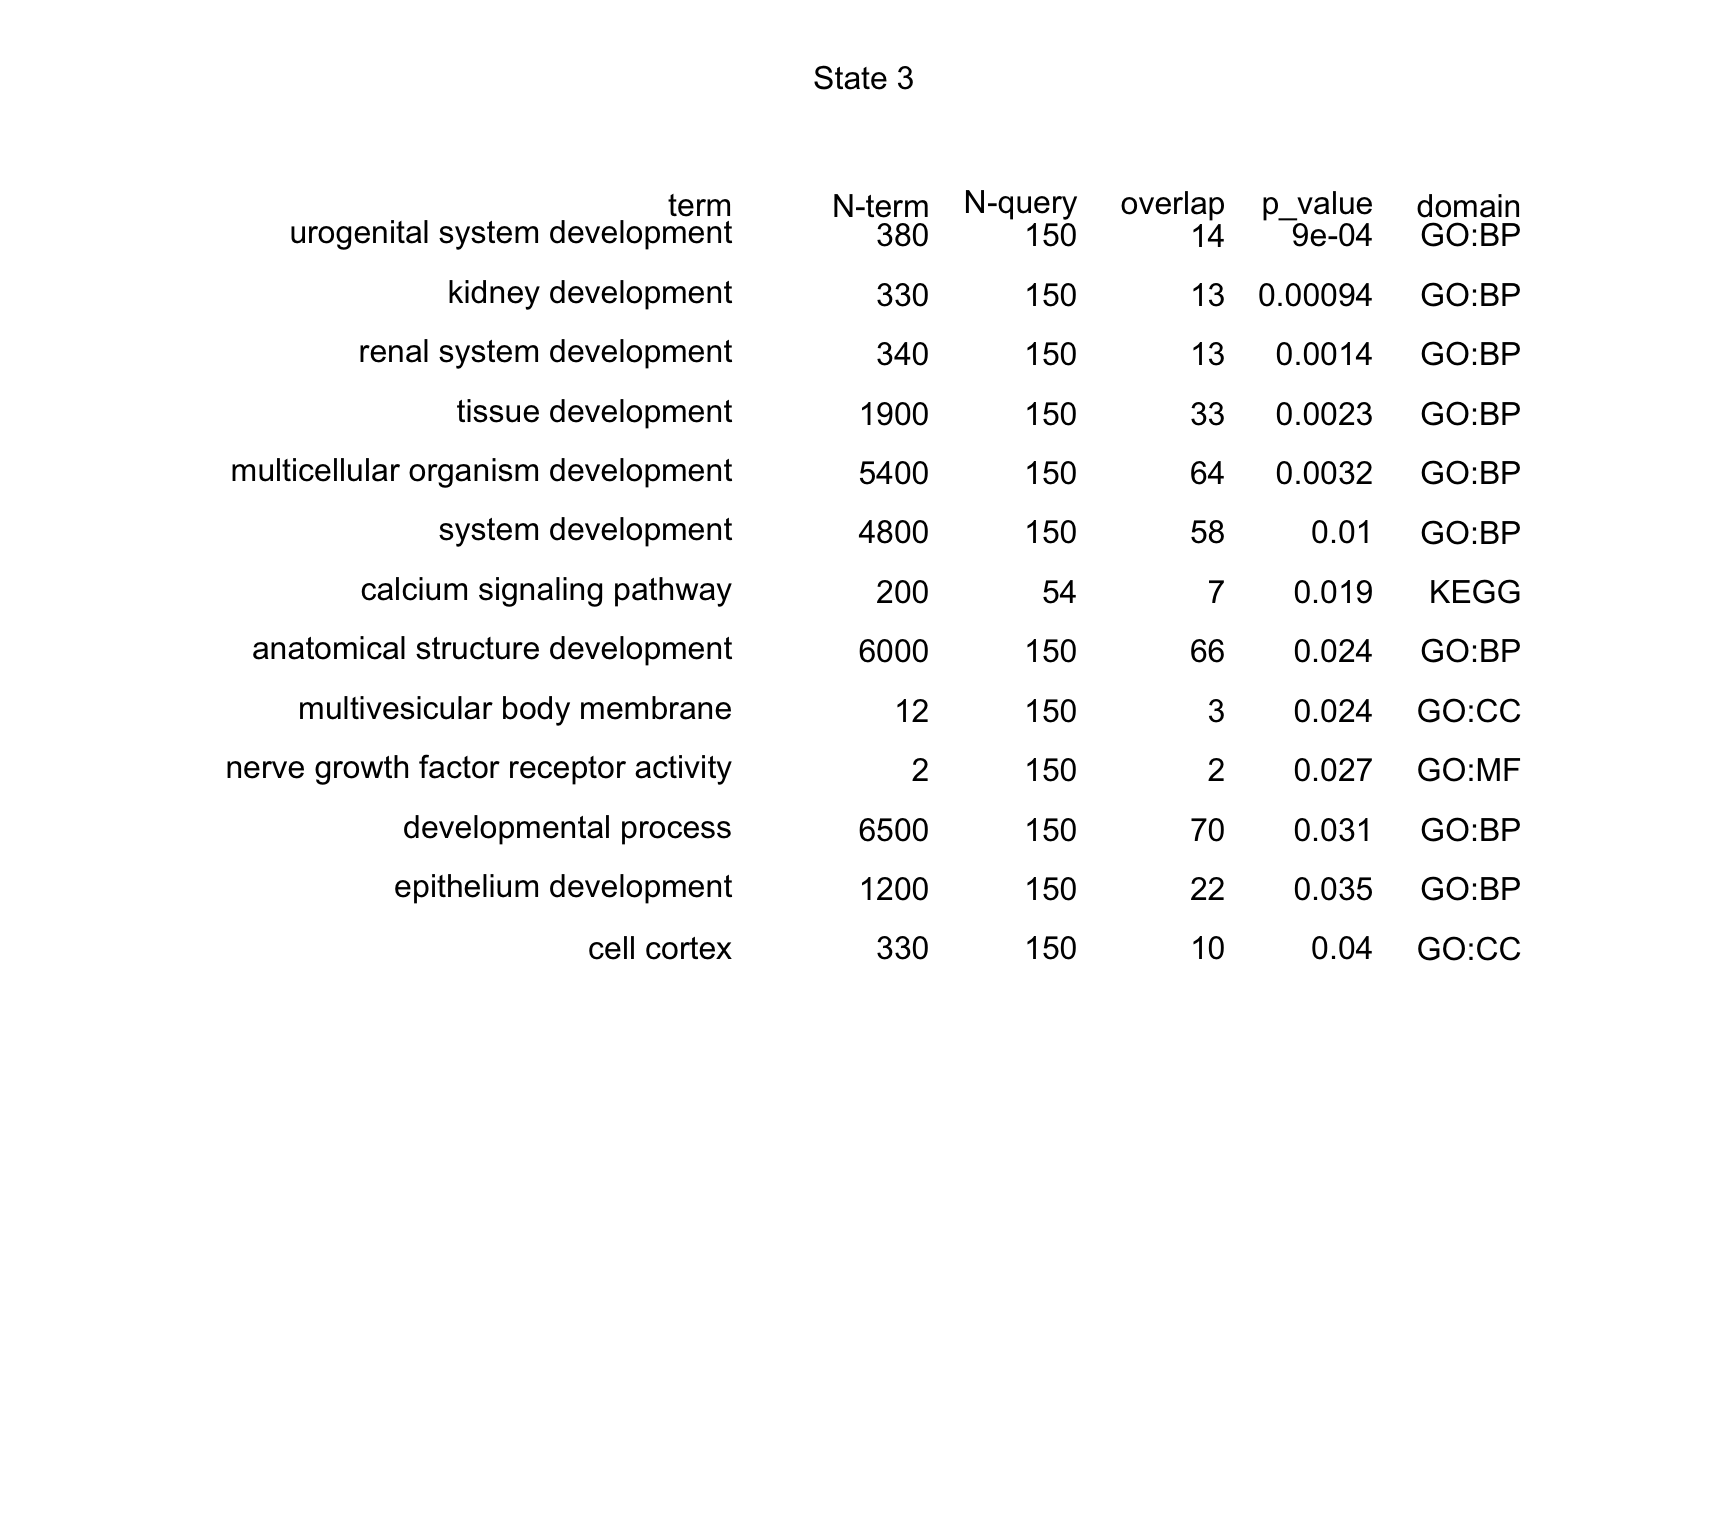 State 3
term N-term N-query overlap p_value domain
urogenital system development 380 150 14 9e-04 GO:BP
kidney development 330 150 13 0.00094 GO:BP
renal system development 340 150 13 0.0014 GO:BP
tissue development 1900 150 33 0.0023 GO:BP
multicellular organism development 5400 150 64 0.0032 GO:BP
system development 4800 150 58 0.01 GO:BP
calcium signaling pathway 200 54 7 0.019 KEGG
anatomical structure development 6000 150 66 0.024 GO:BP
multivesicular body membrane 12 150 3 0.024 GO:CC
nerve growth factor receptor activity 2 150 2 0.027 GO:MF
developmental process 6500 150 70 0.031 GO:BP
epithelium development 1200 150 22 0.035 GO:BP
cell cortex 330 150 10 0.04 GO:CC